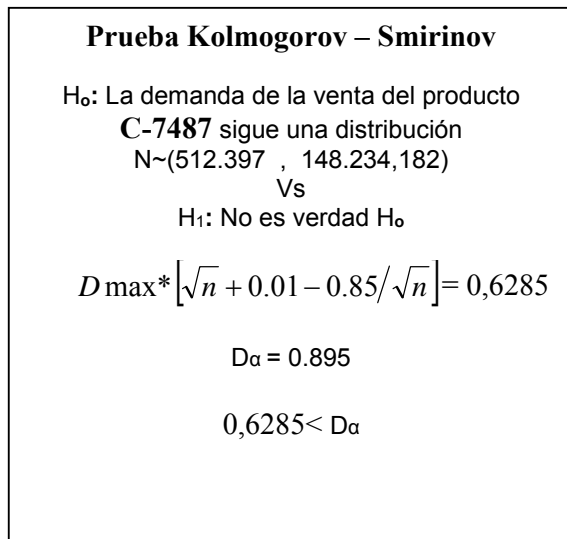 Prueba Kolmogorov – Smirinov
Ho: La demanda de la venta del producto
C-7487 sigue una distribución
N~(512.397 , 148.234,182)
Vs
H1: No es verdad Ho
D max*[√n + 0.01 − 0.85/√n]= 0,6285
Dα = 0.895
0,6285< Dα